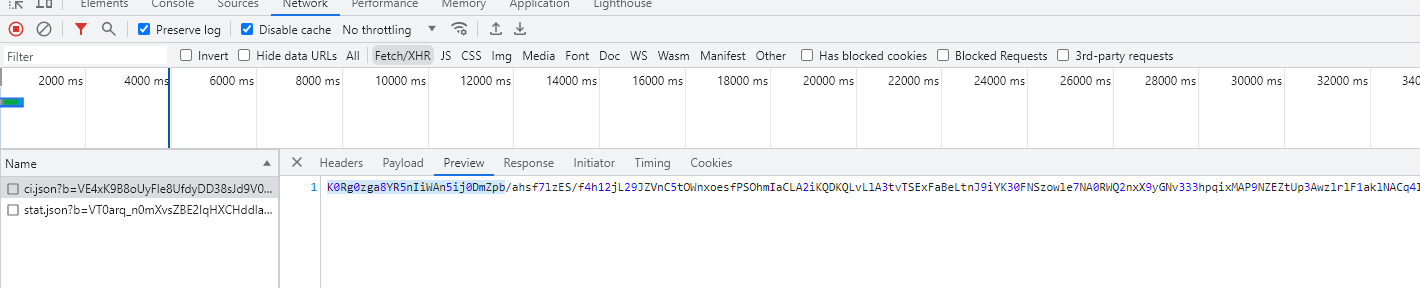 Elements Console Sources Network Performance Memory Application Lighthouse
Preserve log Disable cache No throttling
Filter Invert Hide data URLs All Fetch/XHR JS CSS Img Media Font Doc WS Wasm Manifest Other Has blocked cookies Blocked Requests 3rd-party requests
2000 ms 4000 ms 6000 ms 8000 ms 10000 ms 12000 ms 14000 ms 16000 ms 18000 ms 20000 ms 22000 ms 24000 ms 26000 ms 28000 ms 30000 ms 32000 ms 340
Name Headers Payload Preview Response Initiator Timing Cookies
ci.json?b=VE4xK9B8oUyFIe8UfdyDD38sJd9V0...
1 K0Rg0zga8YR5nIiWAn5ij0DmZpb/ahsf7lzES/f4h12jL29JZVnC5tOWnxoesfPSOhmIaCLA2iKQDKQLvLlA3tvTSExFaBeLtnJ9iYK30FNSzowle7NA0RWQ2nxX9yGNv333hpqixMAP9NZEZtUp3AwzlrlF1aklNACq4l
stat.json?b=VT0arq_n0mXvsZBE2IqHXCHddIa...